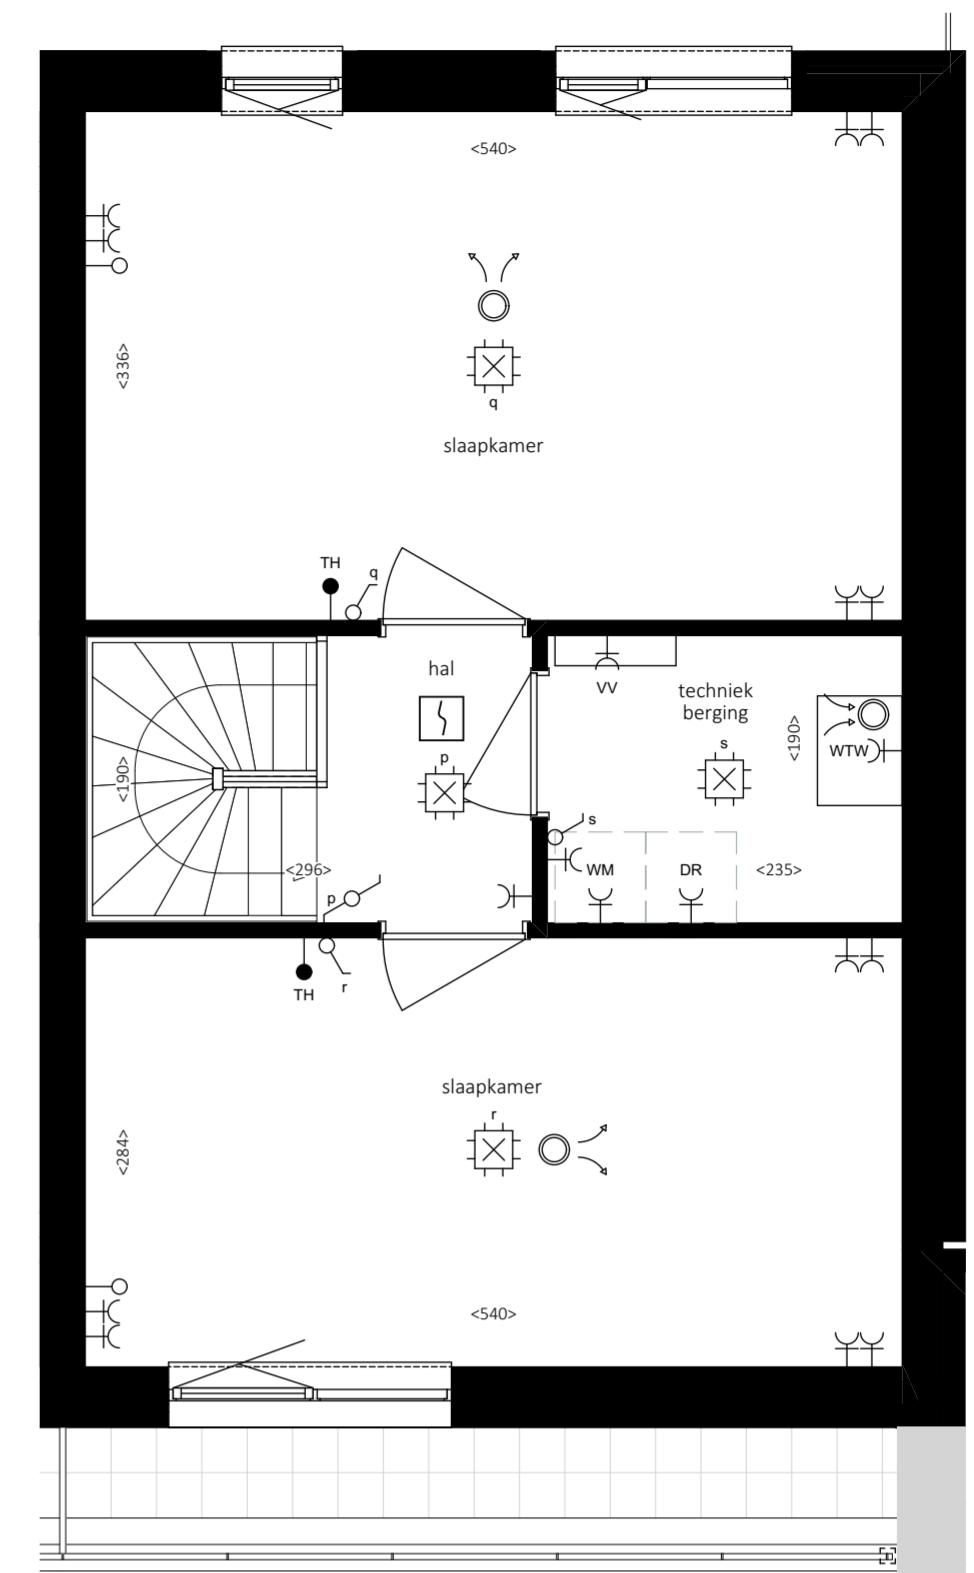 <540>
<336>
q
slaapkamer
TH
q
hal
VV
techniek
berging
<190>
s
WTW
p
<190>
s
<296>
WM
DR
<235>
p
TH
r
slaapkamer
r
<284>
<540>